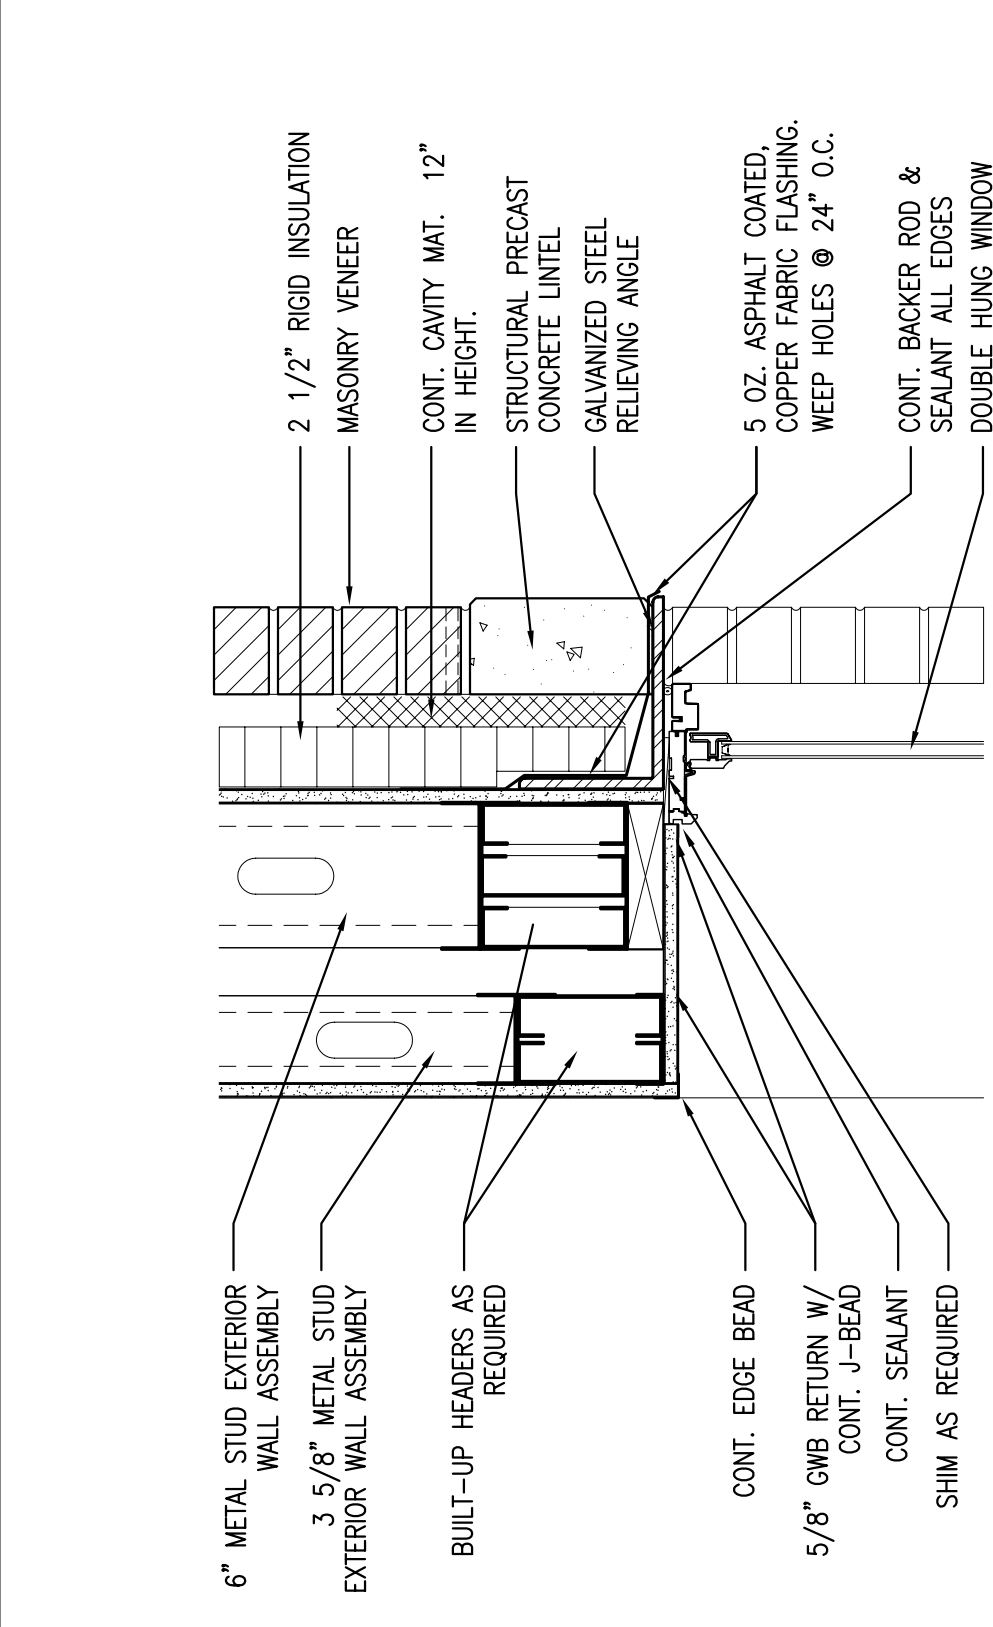 6" METAL STUD EXTERIOR
WALL ASSEMBLY
3 5/8" METAL STUD
EXTERIOR WALL ASSEMBLY
BUILT-UP HEADERS AS
REQUIRED
CONT. EDGE BEAD
5/8" GWB RETURN W/
CONT. J-BEAD
CONT. SEALANT
SHIM AS REQUIRED
2 1/2" RIGID INSULATION
MASONRY VENEER
CONT. CAVITY MAT. 12"
IN HEIGHT.
STRUCTURAL PRECAST
CONCRETE LINTEL
GALVANIZED STEEL
RELIEVING ANGLE
5 OZ. ASPHALT COATED,
COPPER FABRIC FLASHING.
WEEP HOLES @ 24" O.C.
CONT. BACKER ROD &
SEALANT ALL EDGES
DOUBLE HUNG WINDOW